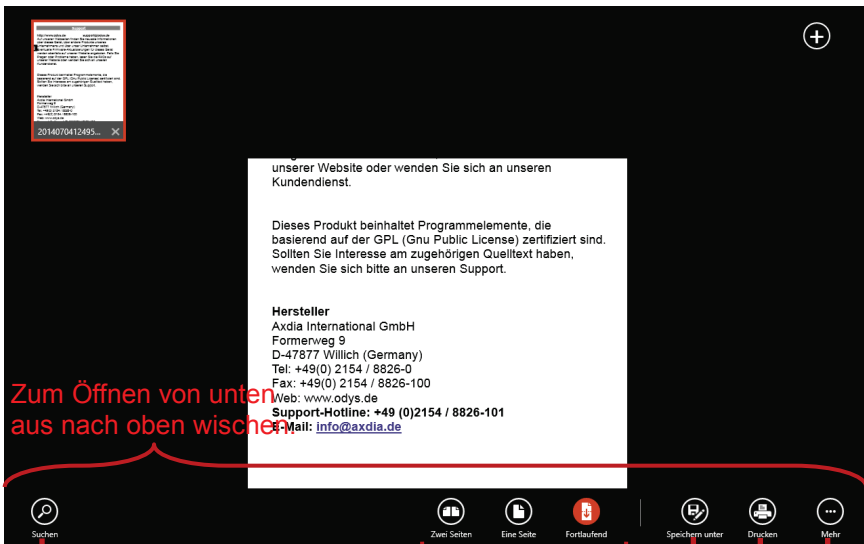 Support
2014070412495...
unserer Website oder wenden Sie sich an unseren
Kundendienst.
Dieses Produkt beinhaltet Programmelemente, die
basierend auf der GPL (Gnu Public License) zertifiziert sind.
Sollten Sie Interesse am zugehörigen Quelltext haben,
wenden Sie sich bitte an unseren Support.
Hersteller
Axdia International GmbH
Formerweg 9
D-47877 Willich (Germany)
Tel: +49(0) 2154 / 8826-0
Fax: +49(0) 2154 / 8826-100
Web: www.odys.de
Support-Hotline: +49 (0)2154 / 8826-101
E-Mail: info@axdia.de
Zum Öffnen von unten
aus nach oben wischen.
Suchen
Zwei Seiten
Eine Seite
Fortlaufend
Speichern unter
Drucken
Mehr